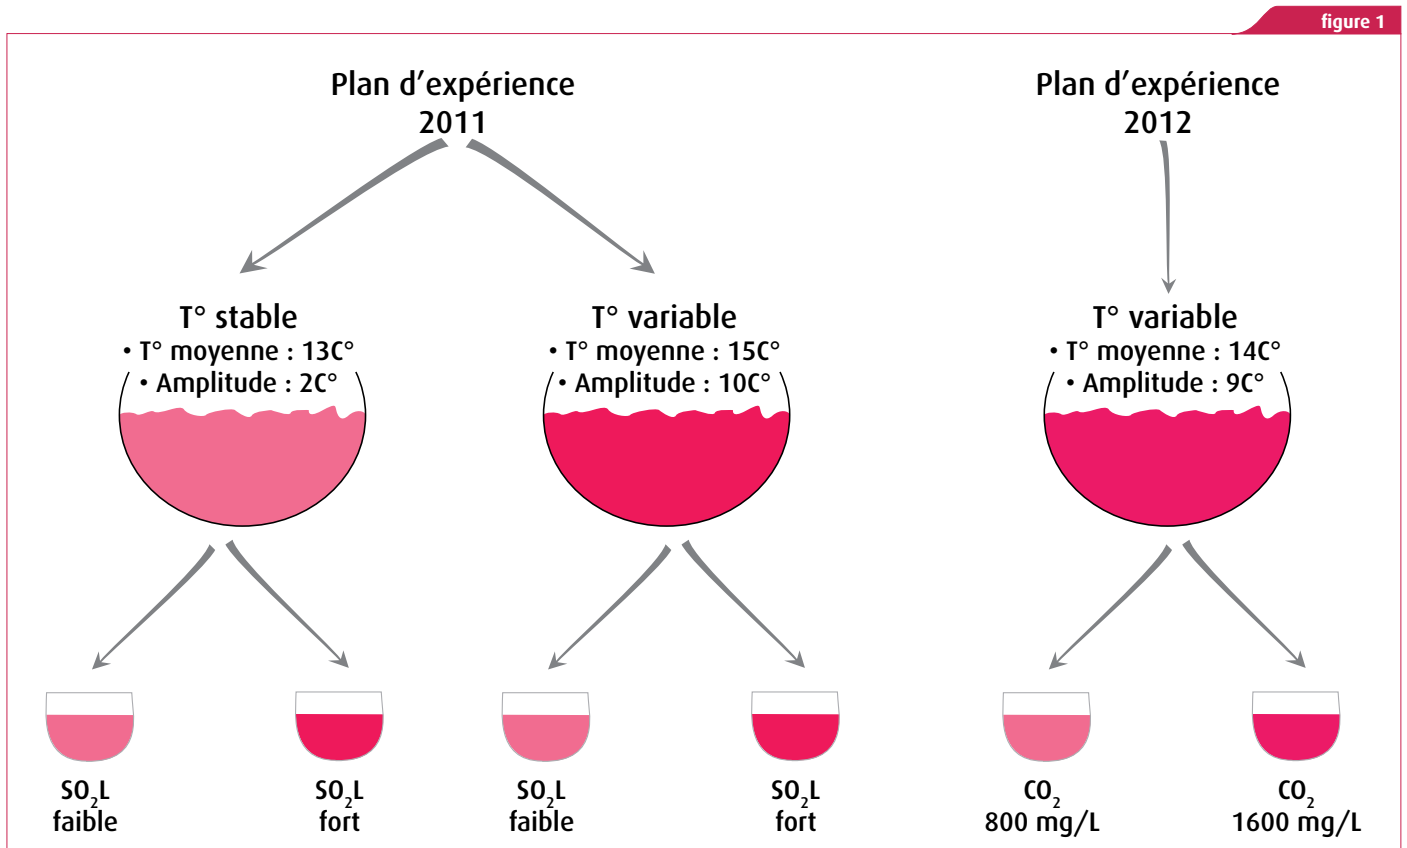 figure 1
Plan d'expérience
2011
Plan d'expérience
2012
T° stable
• T° moyenne : 13C°
• Amplitude : 2C°
T° variable
• T° moyenne : 15C°
• Amplitude : 10C°
T° variable
• T° moyenne : 14C°
• Amplitude : 9C°
SO₂L
faible
SO₂L
fort
SO₂L
faible
SO₂L
fort
CO₂
800 mg/L
CO₂
1600 mg/L